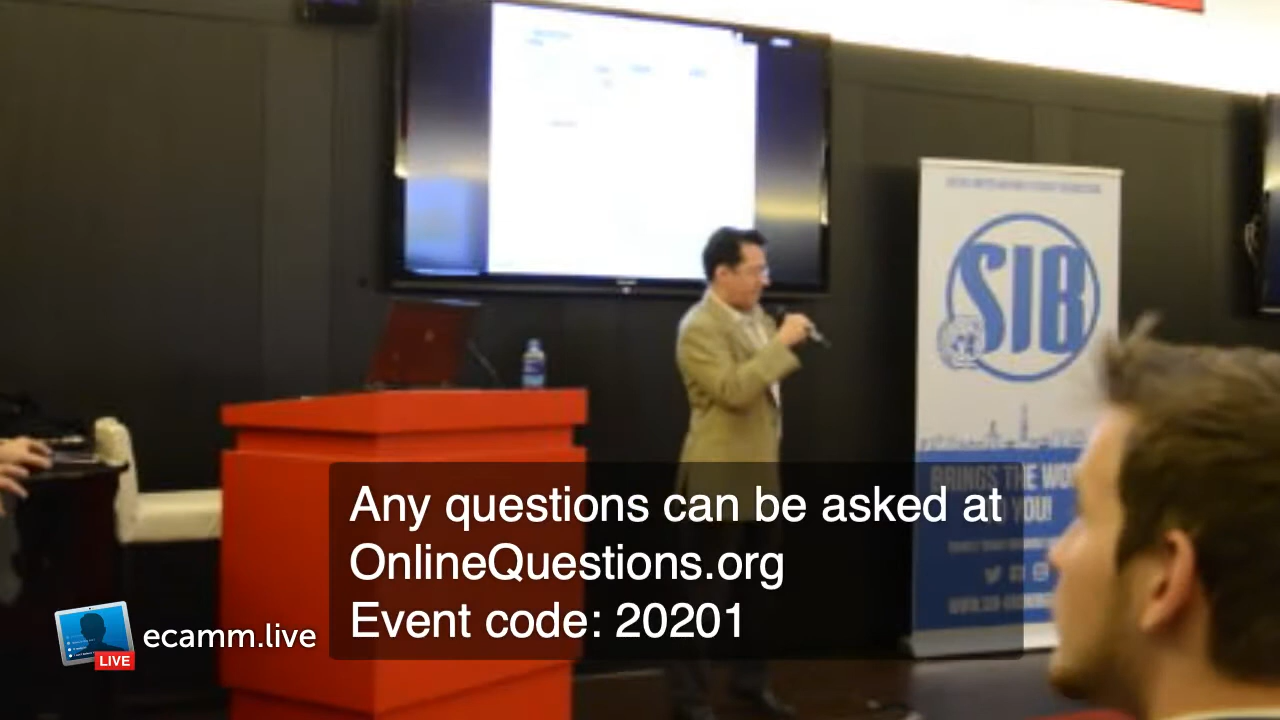 SIB
BRINGS THE WO
YOU!
Any questions can be asked at
OnlineQuestions.org
Event code: 20201
ecamm.live
LIVE